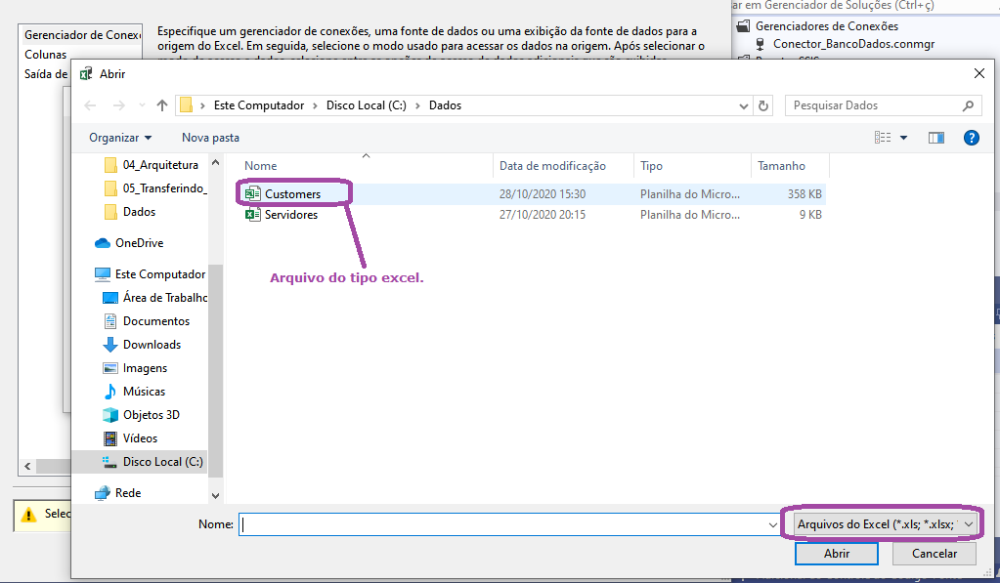 ar em Gerenciador de Soluções (Ctrl+ç)
Gerenciadores de Conexões
Conector_BancoDados.conmgr
Gerenciador de Conex
Colunas
Saída de
Especifique um gerenciador de conexões, uma fonte de dados ou uma exibição da fonte de dados para a
origem do Excel. Em seguida, selecione o modo usado para acessar os dados na origem. Após selecionar o
Abrir
Este Computador > Disco Local (C:) > Dados
Pesquisar Dados
Organizar
Nova pasta
04_Arquitetura
05_Transferindo_
Dados
OneDrive
Este Computador
Área de Trabalho
Documentos
Downloads
Imagens
Músicas
Objetos 3D
Vídeos
Disco Local (C:)
Rede
Nome Data de modificação Tipo Tamanho
Customers 28/10/2020 15:30 Planilha do Micro... 358 KB
Servidores 27/10/2020 20:15 Planilha do Micro... 9 KB
Arquivo do tipo excel.
Selec
Nome:
Arquivos do Excel (*.xls; *.xlsx;
Abrir
Cancelar